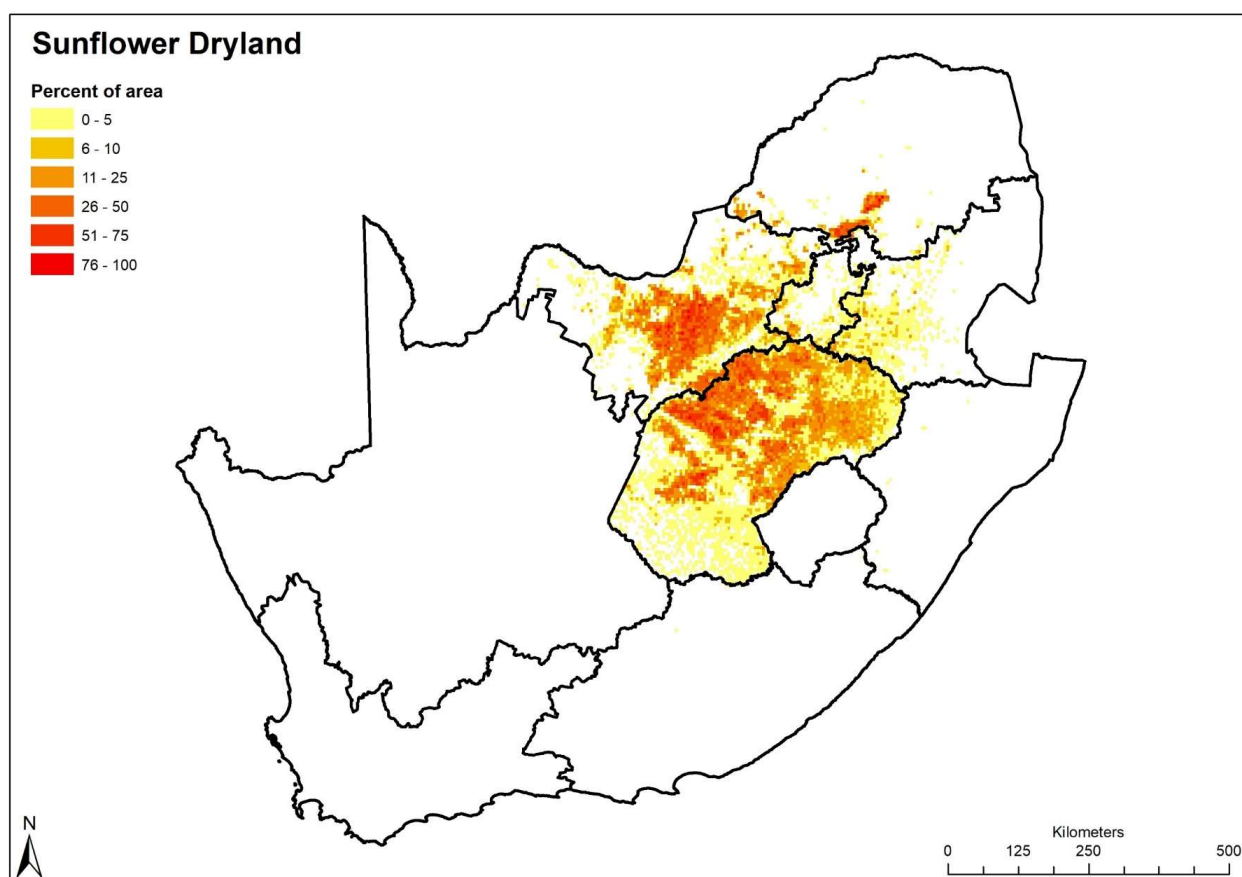 Sunflower Dryland
Percent of area
0 - 5
6 - 10
11 - 25
26 - 50
51 - 75
76 - 100
N
Kilometers
0 125 250 500